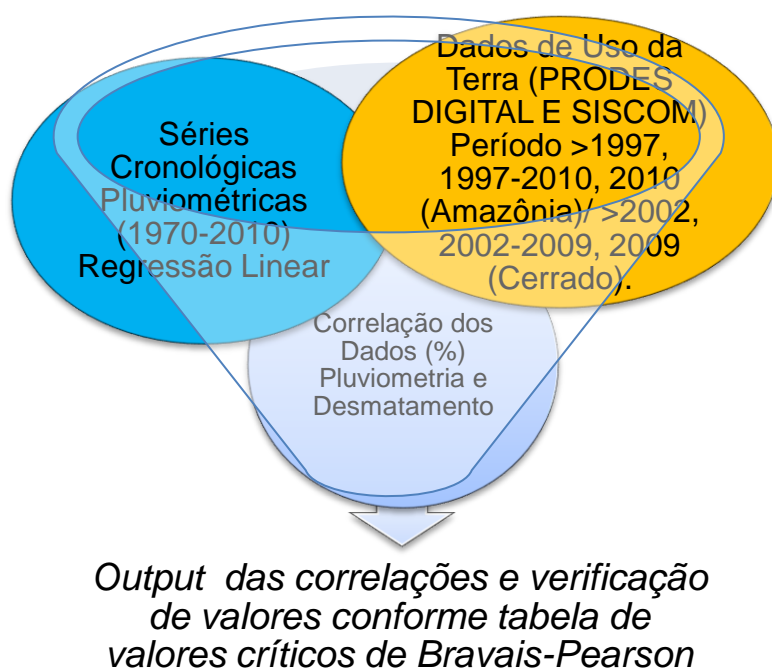 Séries
Cronológicas
Pluviométricas
(1970-2010)
Regressão Linear
Dados de Uso da
Terra (PRODES
DIGITAL E SISCOM)
Período >1997,
1997-2010, 2010
(Amazônia)/ >2002,
2002-2009, 2009
(Cerrado).
Correlação dos
Dados (%)
Pluviometria e
Desmatamento
Output das correlações e verificação
de valores conforme tabela de
valores críticos de Bravais-Pearson